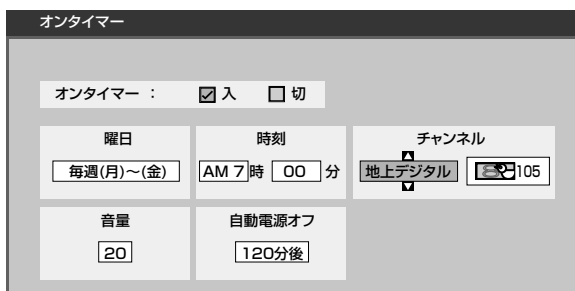 オンタイマー
オンタイマー : 入 切
曜日 時刻 チャンネル
毎週(月)~(金) AM 7時 00 分 地上デジタル 105
音量 自動電源オフ
20 120分後